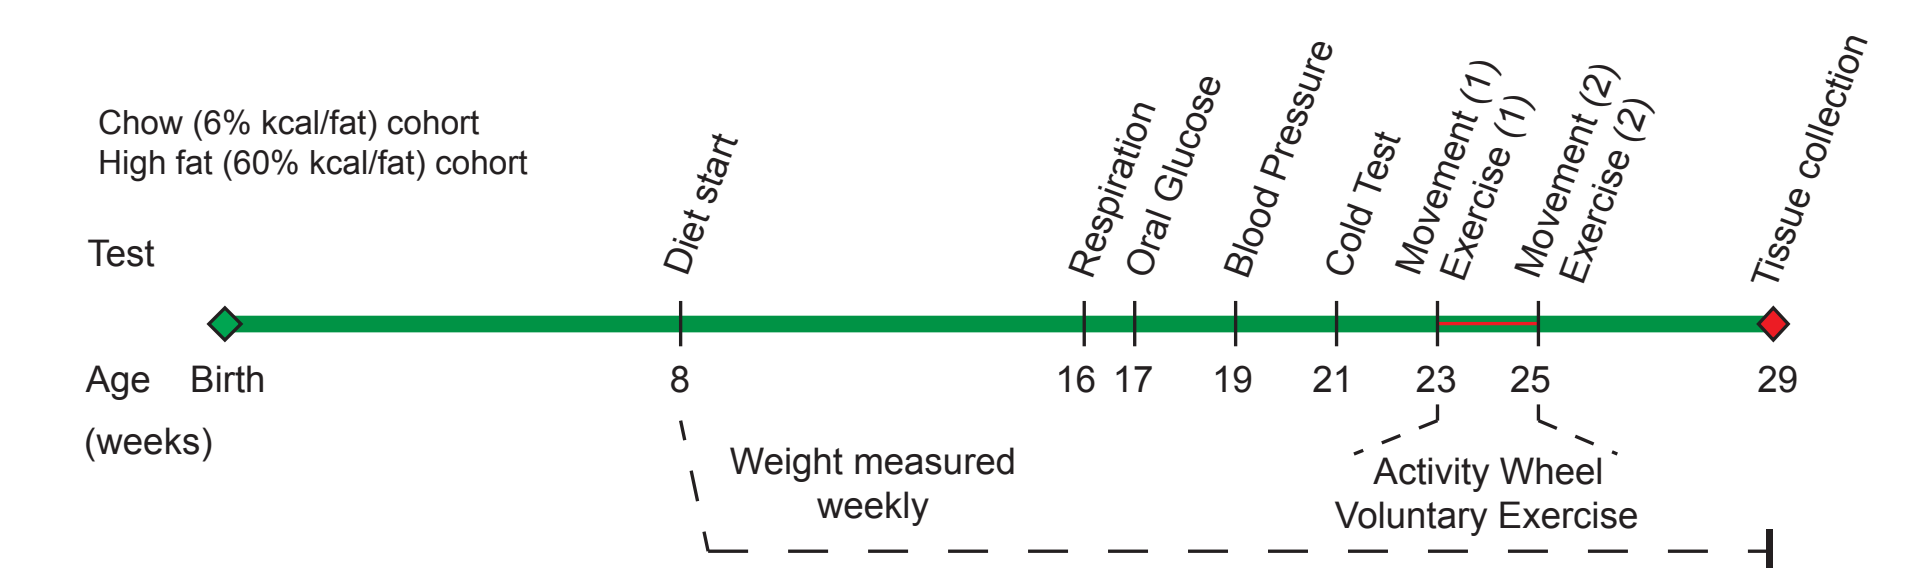 Chow (6% kcal/fat) cohort
High fat (60% kcal/fat) cohort
Test
Diet start
Respiration
Oral Glucose
Blood Pressure
Cold Test
Movement (1)
Exercise (1)
Movement (2)
Exercise (2)
Tissue collection
Age Birth 8 16 17 19 21 23 25 29
(weeks)
Weight measured
weekly
Activity Wheel
Voluntary Exercise